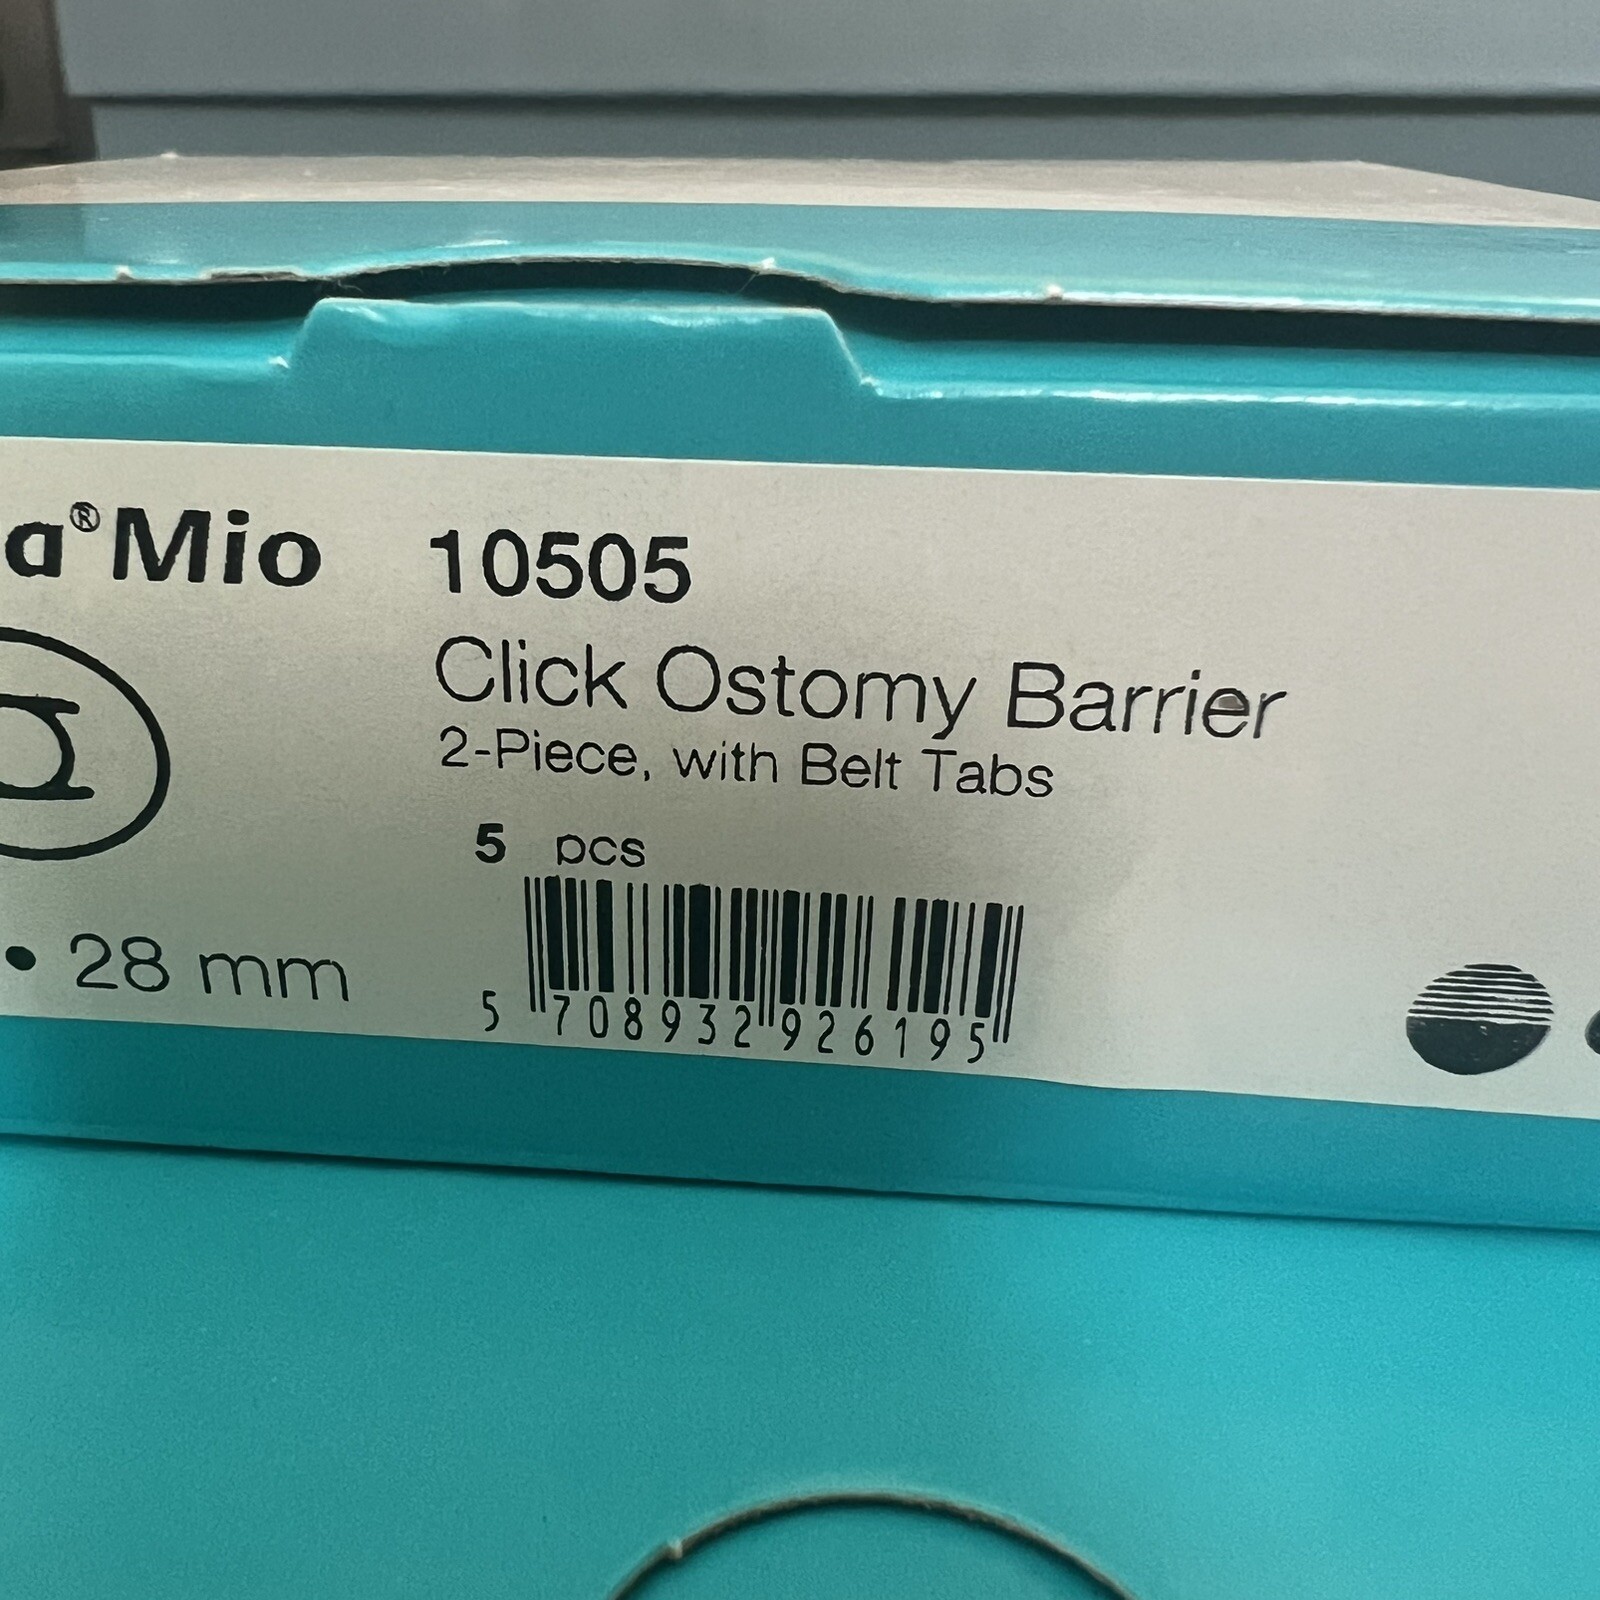 a® Mio 10505
Click Ostomy Barrier
2-Piece, with Belt Tabs
5 pcs
• 28 mm
5 708932 926195